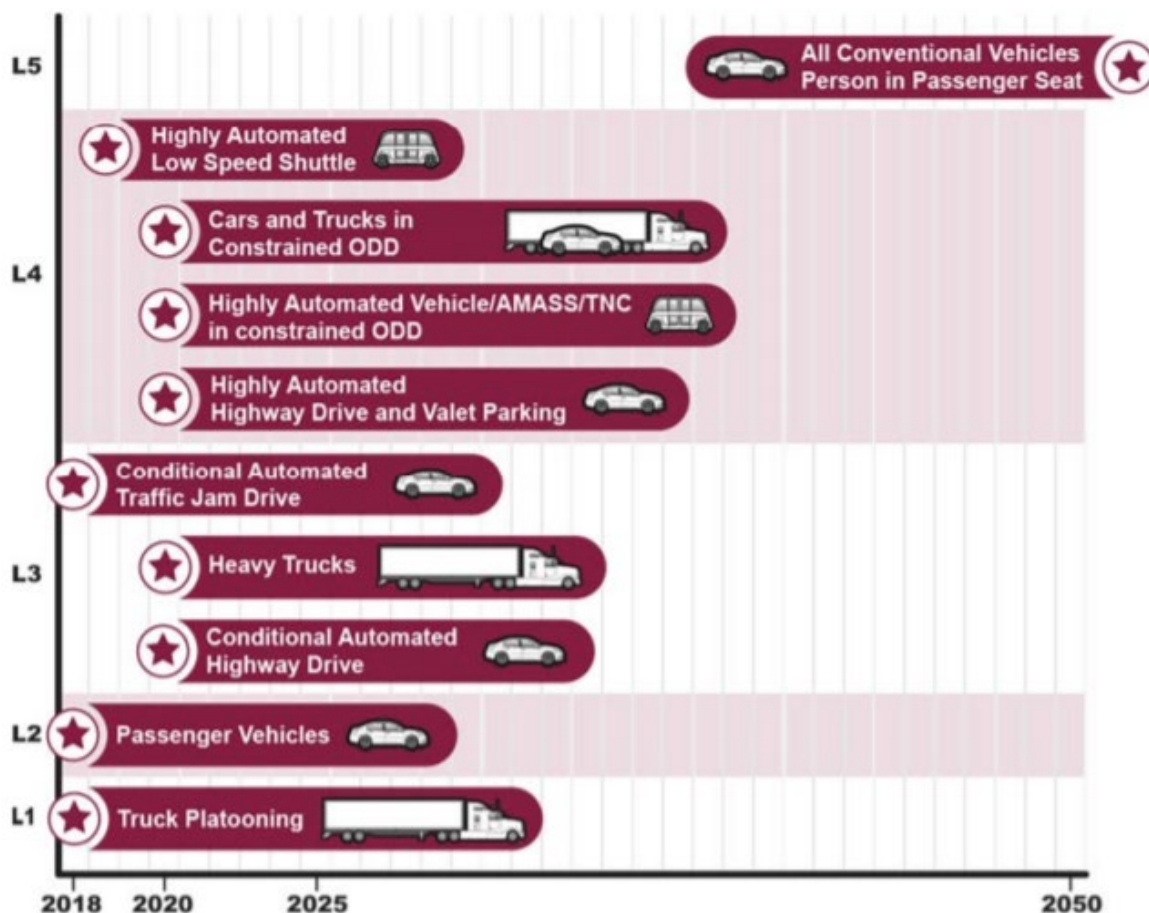 L5
All Conventional Vehicles
Person in Passenger Seat
Highly Automated
Low Speed Shuttle
Cars and Trucks in
Constrained ODD
L4
Highly Automated Vehicle/AMASS/TNC
in constrained ODD
Highly Automated
Highway Drive and Valet Parking
Conditional Automated
Traffic Jam Drive
L3
Heavy Trucks
Conditional Automated
Highway Drive
L2
Passenger Vehicles
L1
Truck Platooning
2018 2020 2025 2050